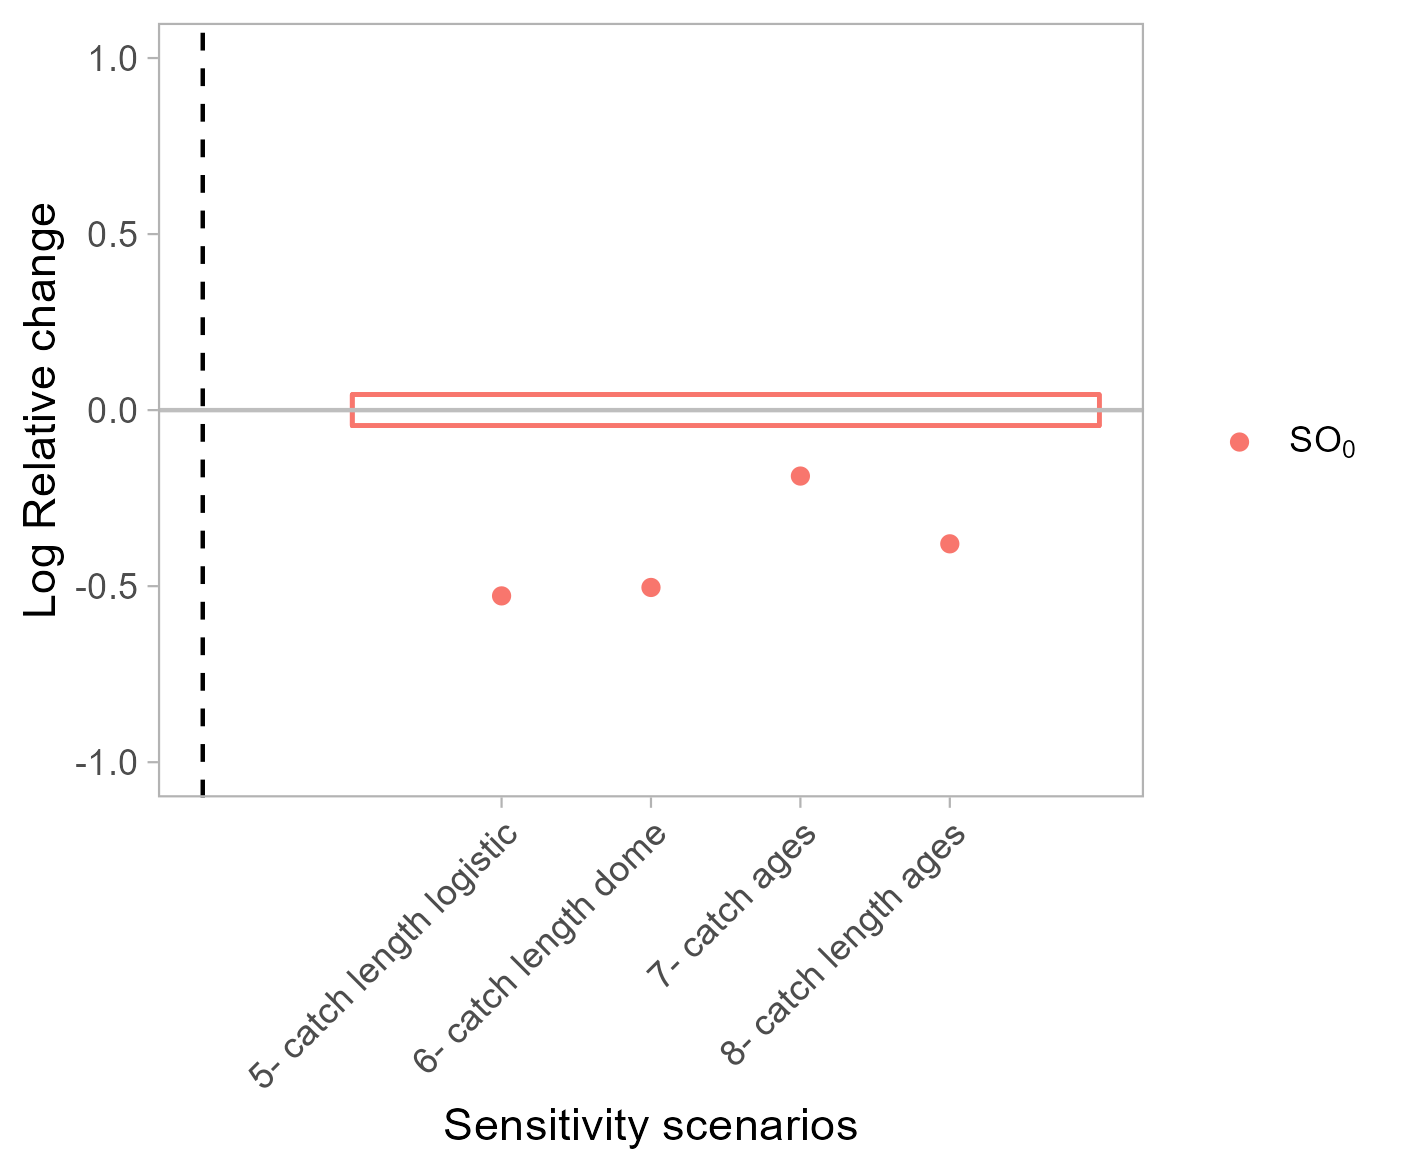 Log Relative change
1.0
0.5
0.0
-0.5
-1.0
5- catch length logistic
6- catch length dome
7- catch ages
8- catch length ages
Sensitivity scenarios
SO₀